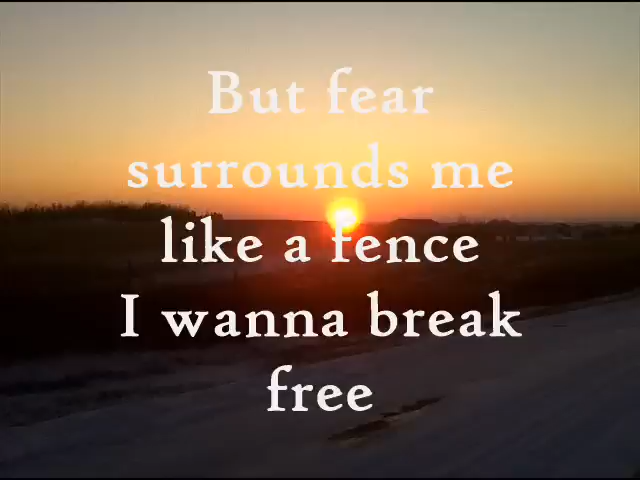 But fear
surrounds me
like a fence
I wanna break
free